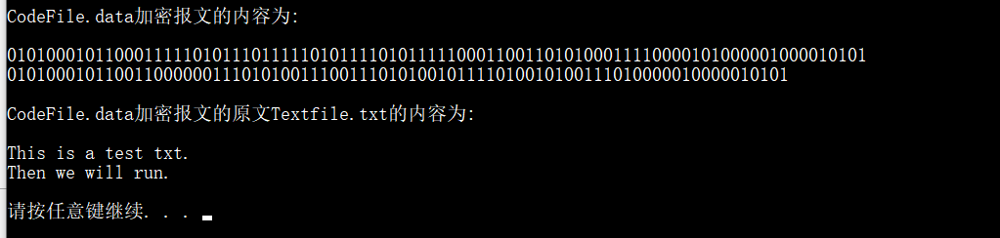 CodeFile.data加密报文的内容为:
0101000101100011111010111011111010111101011111000110011010100011110000101000001000010101
01010001011001100000011101010011100111010100101111010010100111010000010000010101
CodeFile.data加密报文的原文Textfile.txt的内容为:
This is a test txt.
Then we will run.
请按任意键继续. . .